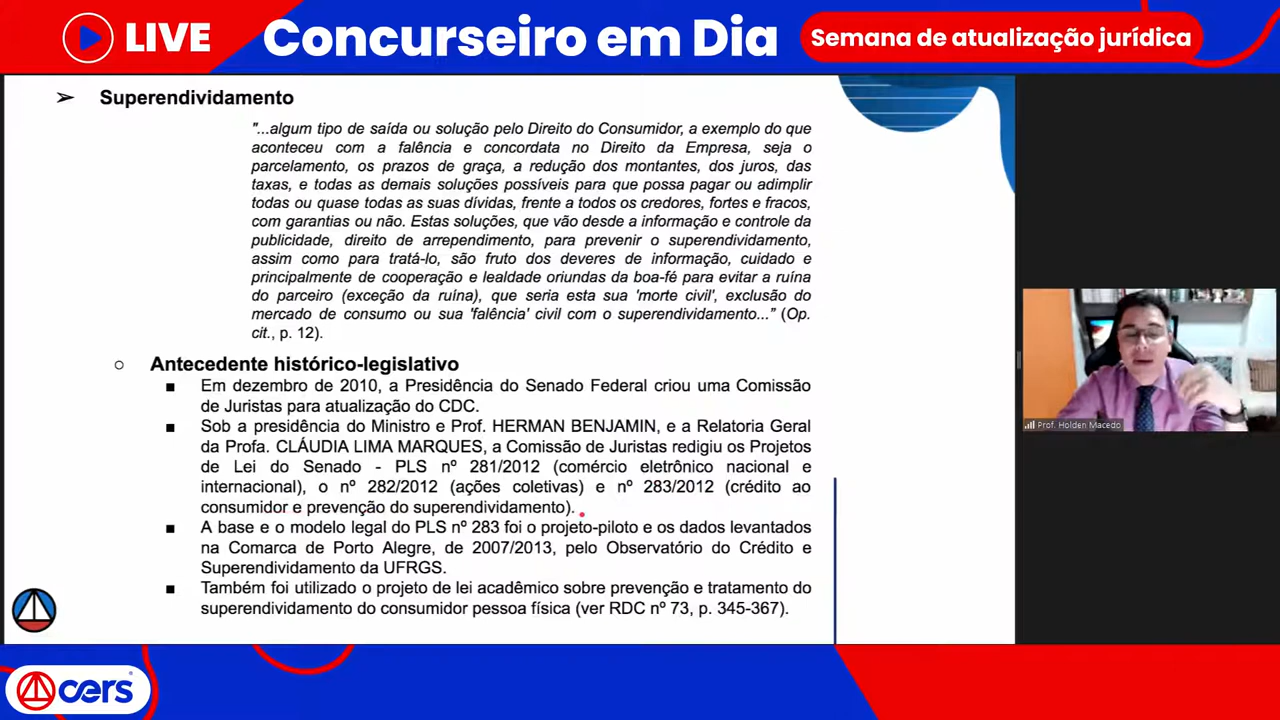 LIVE
Concurseiro em Dia
Semana de atualização jurídica
➤ Superendividamento
"...algum tipo de saída ou solução pelo Direito do Consumidor, a exemplo do que
aconteceu com a falência e concordata no Direito da Empresa, seja o
parcelamento, os prazos de graça, a redução dos montantes, dos juros, das
taxas, e todas as demais soluções possíveis para que possa pagar ou adimplir
todas ou quase todas as suas dívidas, frente a todos os credores, fortes e fracos,
com garantias ou não. Estas soluções, que vão desde a informação e controle da
publicidade, direito de arrependimento, para prevenir o superendividamento,
assim como para tratá-lo, são fruto dos deveres de informação, cuidado e
principalmente de cooperação e lealdade oriundas da boa-fé para evitar a ruína
do parceiro (exceção da ruína), que seria esta sua 'morte civil', exclusão do
mercado de consumo ou sua 'falência' civil com o superendividamento..." (Op.
cit., p. 12).
○ Antecedente histórico-legislativo
■ Em dezembro de 2010, a Presidência do Senado Federal criou uma Comissão
de Juristas para atualização do CDC.
■ Sob a presidência do Ministro e Prof. HERMAN BENJAMIN, e a Relatoria Geral
da Profa. CLÁUDIA LIMA MARQUES, a Comissão de Juristas redigiu os Projetos
de Lei do Senado - PLS nº 281/2012 (comércio eletrônico nacional e
internacional), o nº 282/2012 (ações coletivas) e nº 283/2012 (crédito ao
consumidor e prevenção do superendividamento).
■ A base e o modelo legal do PLS nº 283 foi o projeto-piloto e os dados levantados
na Comarca de Porto Alegre, de 2007/2013, pelo Observatório do Crédito e
Superendividamento da UFRGS.
■ Também foi utilizado o projeto de lei acadêmico sobre prevenção e tratamento do
superendividamento do consumidor pessoa física (ver RDC nº 73, p. 345-367).
Prof. Holden Macedo
cers